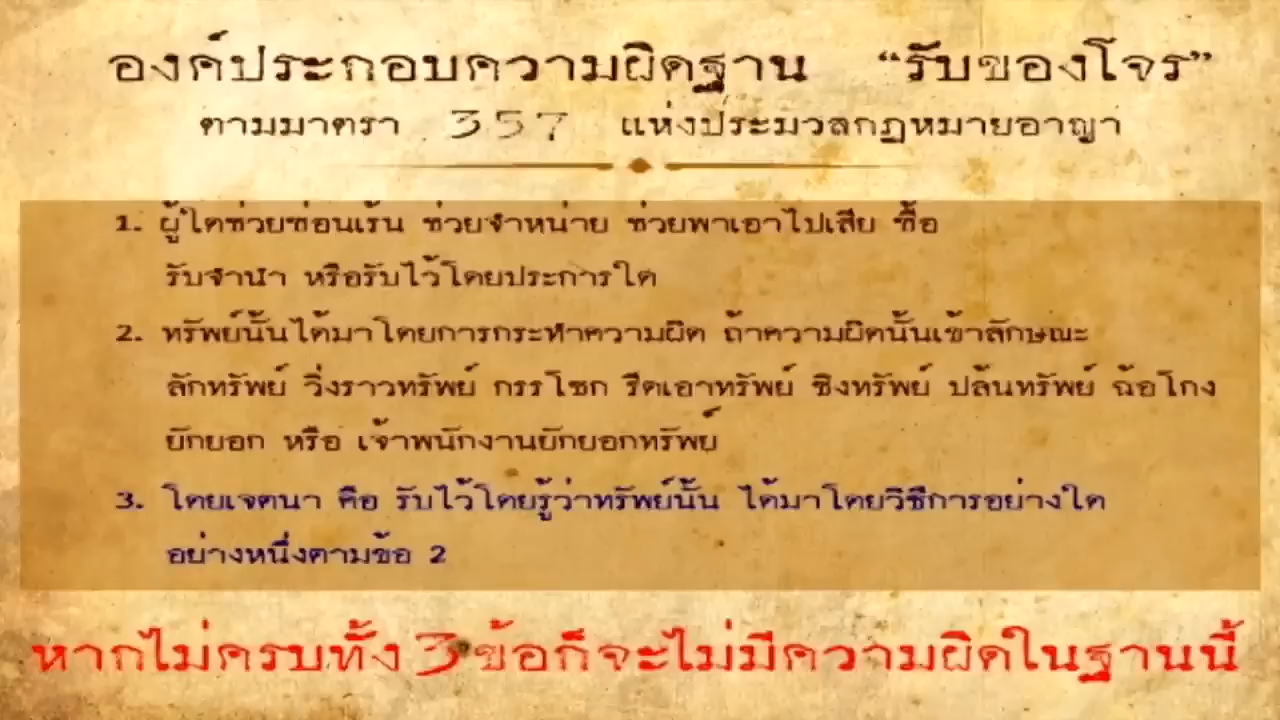 องค์ประกอบความผิดฐาน “รับของโจร”
ตามมาตรา 357 แห่งประมวลกฎหมายอาญา
1. ผู้ใดช่วยซ่อนเร้น ช่วยจำหน่าย ช่วยพาเอาไปเสีย ซื้อ
รับจำนำ หรือรับไว้โดยประการใด
2. ทรัพย์นั้นได้มาโดยการกระทำความผิด ถ้าความผิดนั้นเข้าลักษณะ
ลักทรัพย์ วิ่งราวทรัพย์ กรรโชก รีดเอาทรัพย์ ชิงทรัพย์ ปล้นทรัพย์ ฉ้อโกง
ยักยอก หรือ เจ้าพนักงานยักยอกทรัพย์
3. โดยเจตนา คือ รับไว้โดยรู้ว่าทรัพย์นั้น ได้มาโดยวิธีการอย่างใด
อย่างหนึ่งตามข้อ 2
หากไม่ครบทั้ง 3 ข้อก็จะไม่มีความผิดในฐานนี้